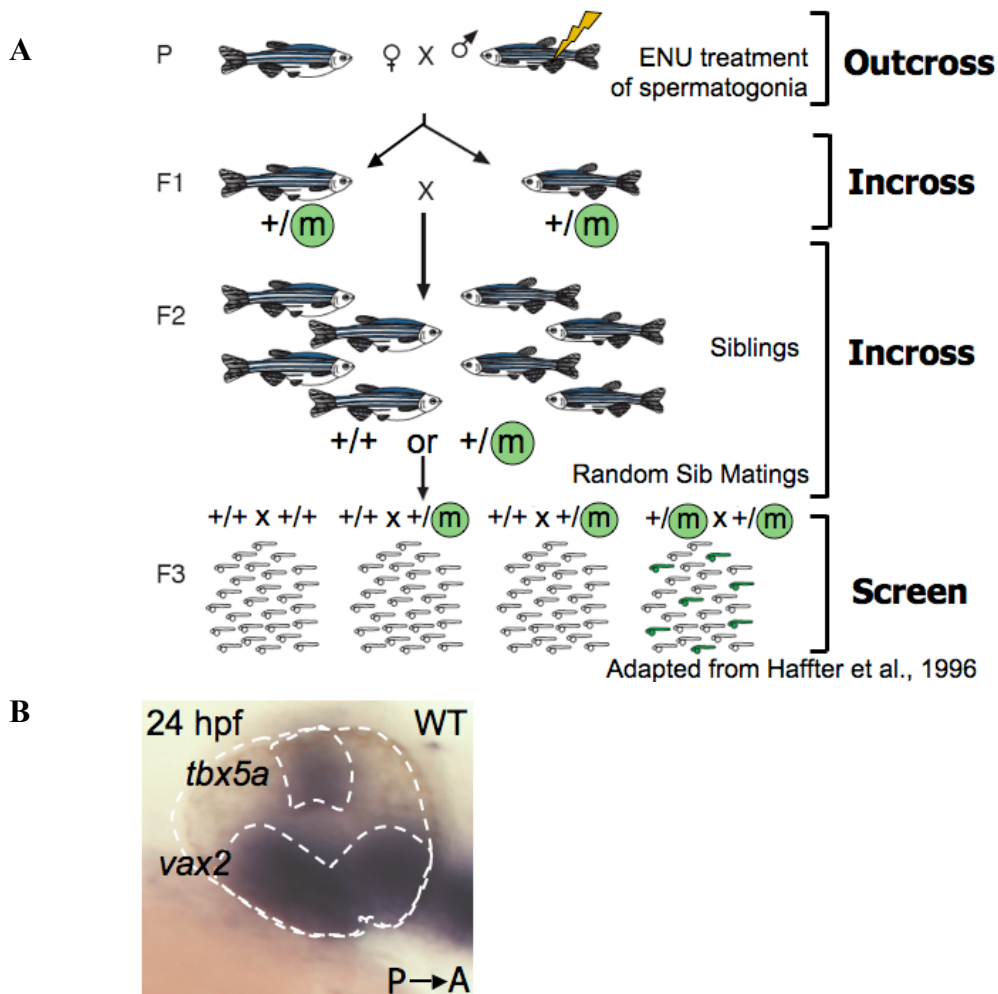 A
P ♀ X ♂ ENU treatment
of spermatogonia
Outcross
F1 X
+/m +/m
Incross
F2
Siblings
Incross
+/+ or +/m
Random Sib Matings
+/+ x +/+ +/+ x +/m +/+ x +/m +/m x +/m
F3
Screen
Adapted from Haffter et al., 1996
B
24 hpf WT
tbx5a
vax2
P→A